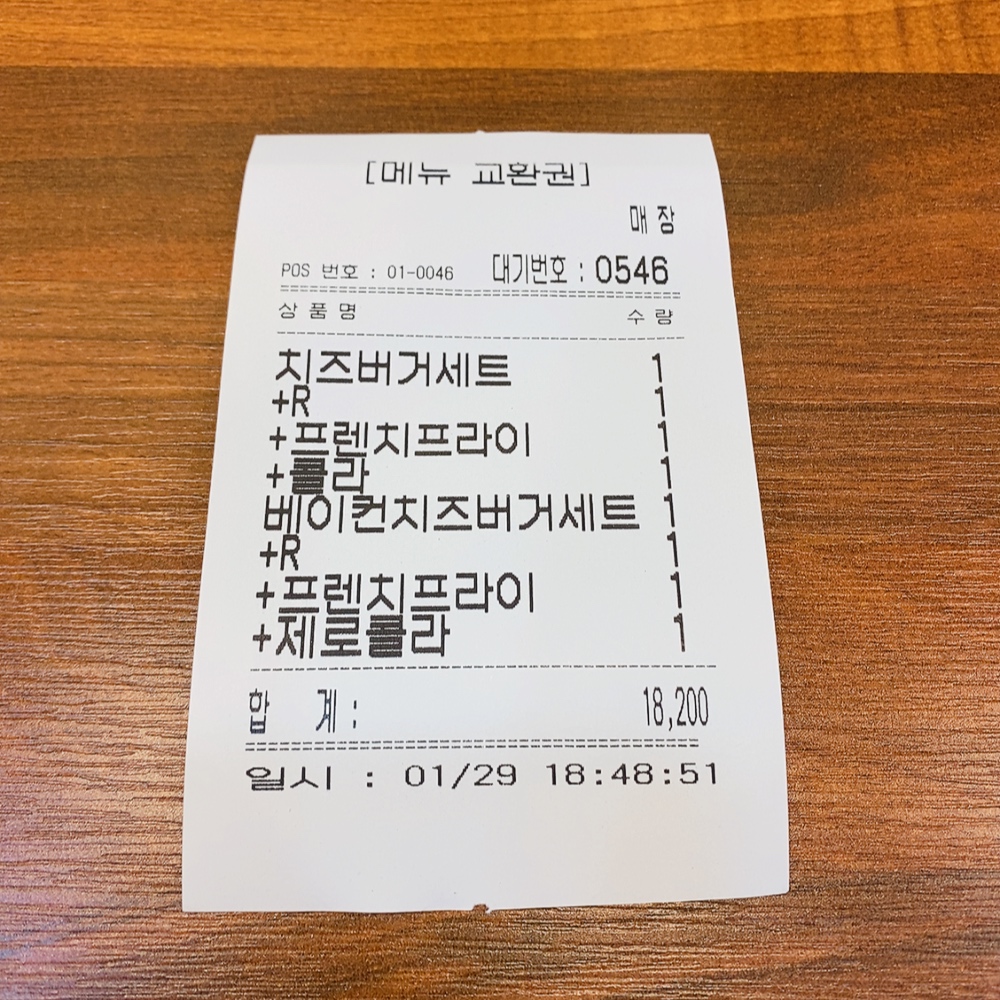 [메뉴 교환권]
매장
POS 번호 : 01-0046 대기번호 : 0546
상품명 수량
치즈버거세트 1
+R 1
+프렌치프라이 1
+콜라 1
베이컨치즈버거세트 1
+R 1
+프렌치프라이 1
+제로콜라 1
합 계 : 18,200
일시 : 01/29 18:48:51